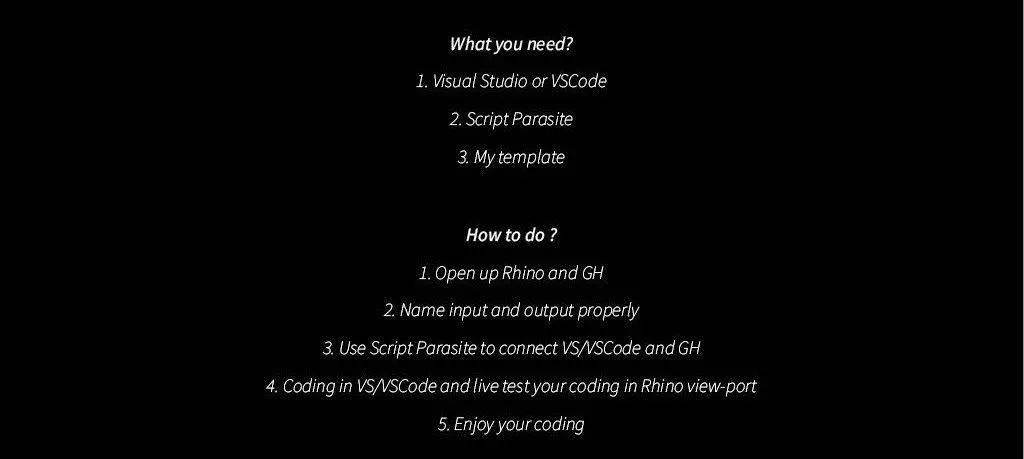 What you need?
1. Visual Studio or VSCode
2. Script Parasite
3. My template
How to do ?
1. Open up Rhino and GH
2. Name input and output properly
3. Use Script Parasite to connect VS/VSCode and GH
4. Coding in VS/VSCode and live test your coding in Rhino view-port
5. Enjoy your coding